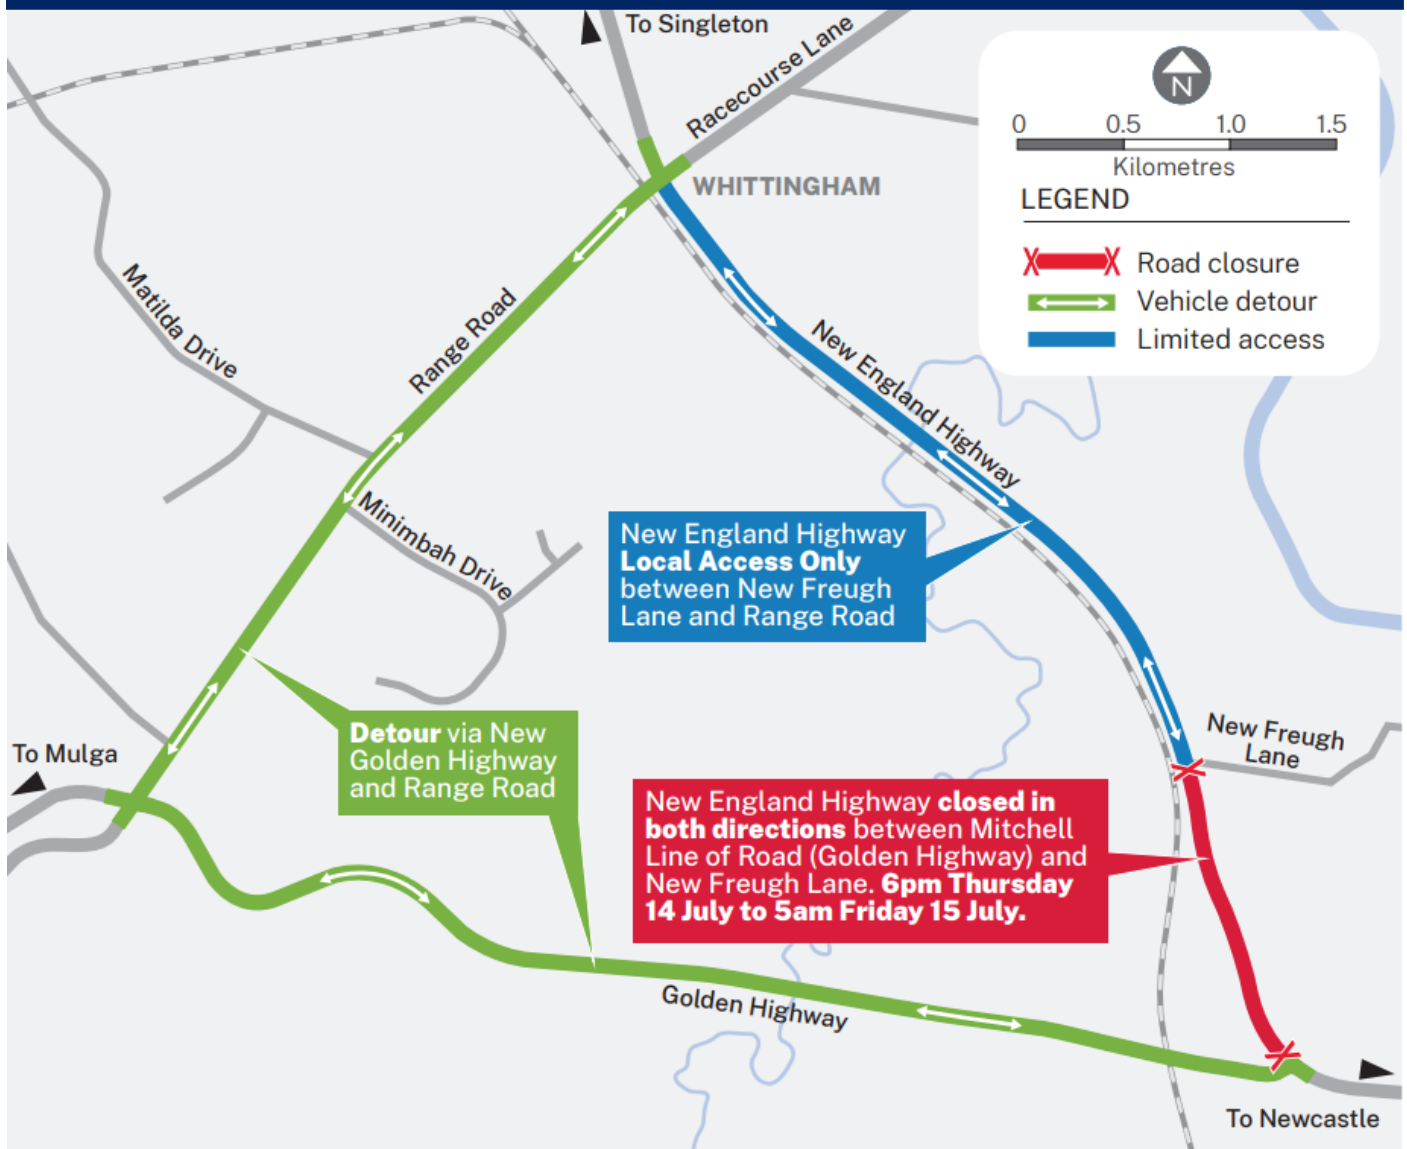 To Singleton
Racecourse Lane
N
0 0.5 1.0 1.5
Kilometres
LEGEND
Road closure
Vehicle detour
Limited access
WHITTINGHAM
Matilda Drive
Range Road
New England Highway
Minimbah Drive
New England Highway
Local Access Only
between New Freugh
Lane and Range Road
New Freugh
Lane
To Mulga
Detour via New
Golden Highway
and Range Road
New England Highway closed in
both directions between Mitchell
Line of Road (Golden Highway) and
New Freugh Lane. 6pm Thursday
14 July to 5am Friday 15 July.
Golden Highway
To Newcastle